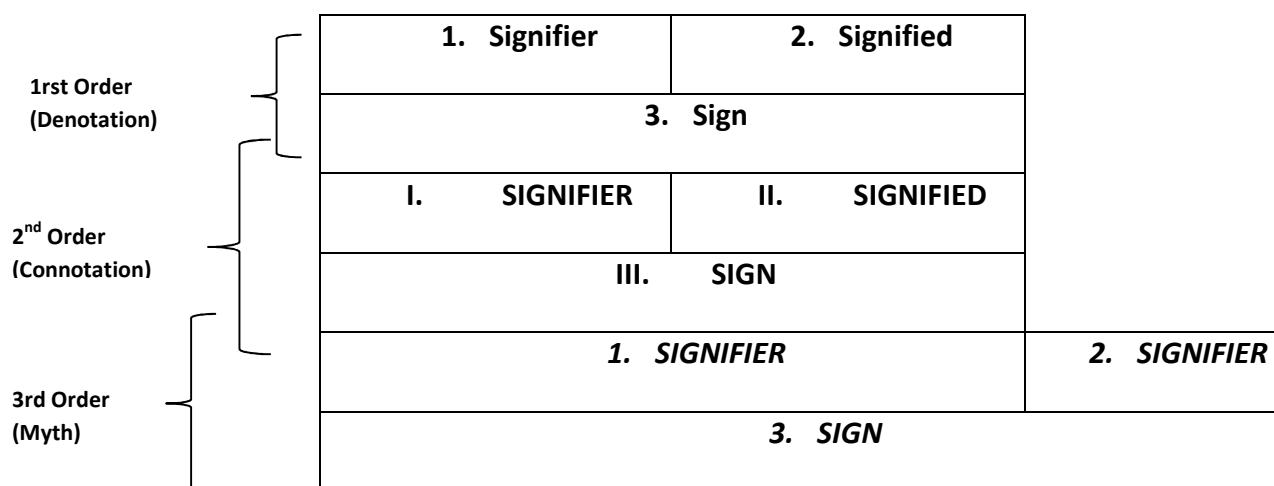 1. Signifier 2. Signified
1rst Order
(Denotation)
3. Sign
I. SIGNIFIER II. SIGNIFIED
2nd Order
(Connotation)
III. SIGN
1. SIGNIFIER 2. SIGNIFIER
3rd Order
(Myth)
3. SIGN